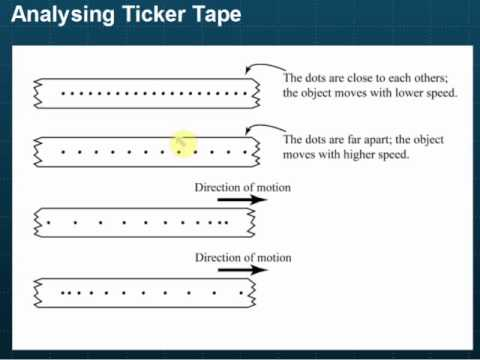 Analysing Ticker Tape
The dots are close to each others;
the object moves with lower speed.
The dots are far apart; the object
moves with higher speed.
Direction of motion
Direction of motion